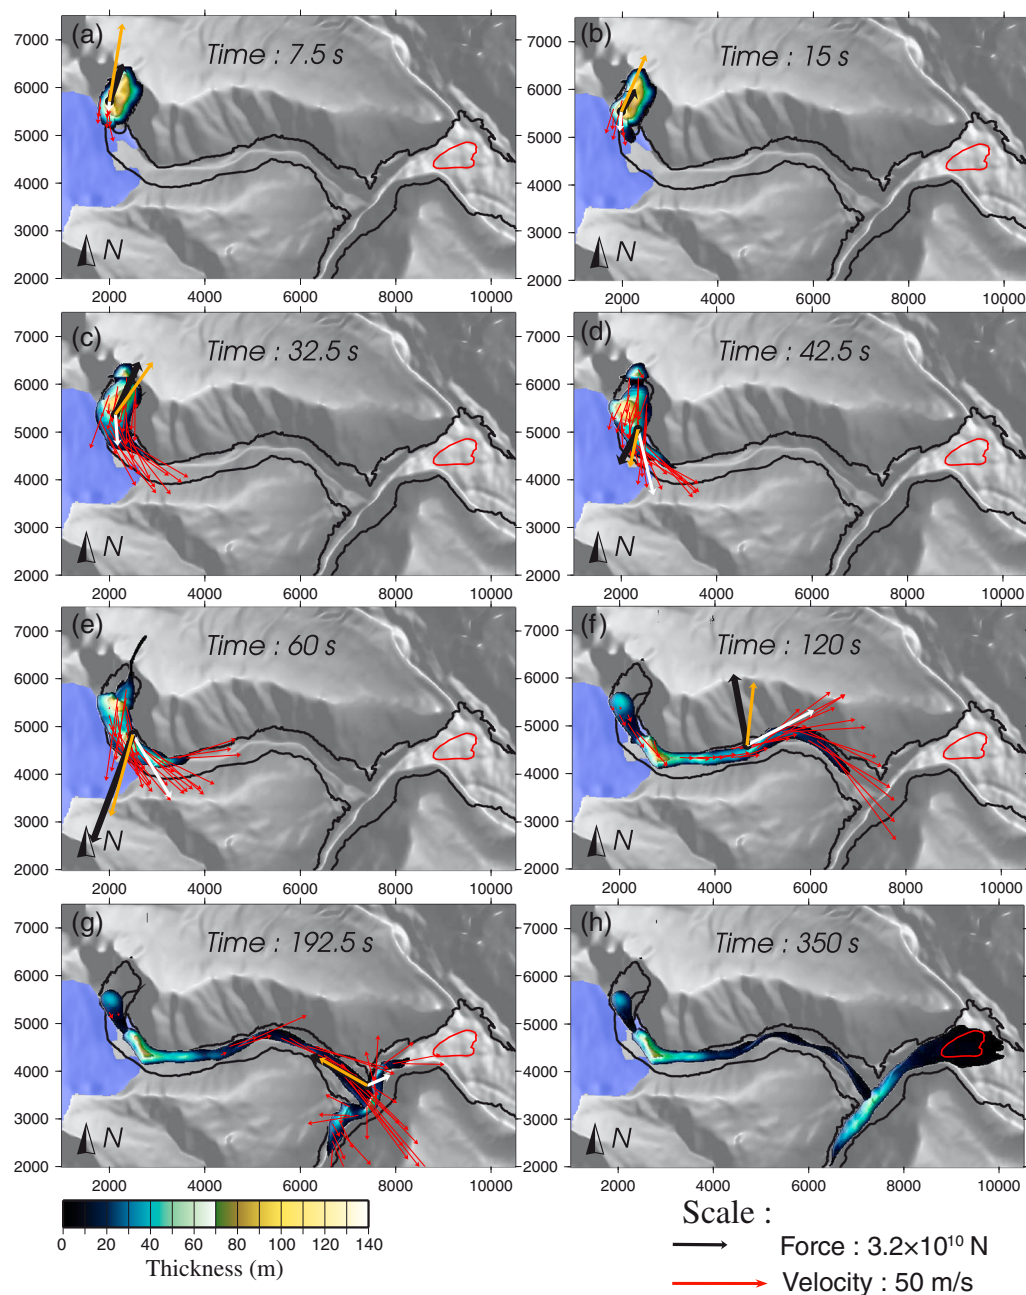 (a)
Time : 7.5 s
7000
6000
5000
4000
3000
2000
N
2000 4000 6000 8000 10000
(b)
Time : 15 s
7000
6000
5000
4000
3000
2000
N
2000 4000 6000 8000 10000
(c)
Time : 32.5 s
7000
6000
5000
4000
3000
2000
N
2000 4000 6000 8000 10000
(d)
Time : 42.5 s
7000
6000
5000
4000
3000
2000
N
2000 4000 6000 8000 10000
(e)
Time : 60 s
7000
6000
5000
4000
3000
2000
N
2000 4000 6000 8000 10000
(f)
Time : 120 s
7000
6000
5000
4000
3000
2000
N
2000 4000 6000 8000 10000
(g)
Time : 192.5 s
7000
6000
5000
4000
3000
2000
N
2000 4000 6000 8000 10000
(h)
Time : 350 s
7000
6000
5000
4000
3000
2000
N
2000 4000 6000 8000 10000
0 20 40 60 80 100 120 140
Thickness (m)
Scale :
Force : 3.2×10¹⁰ N
Velocity : 50 m/s